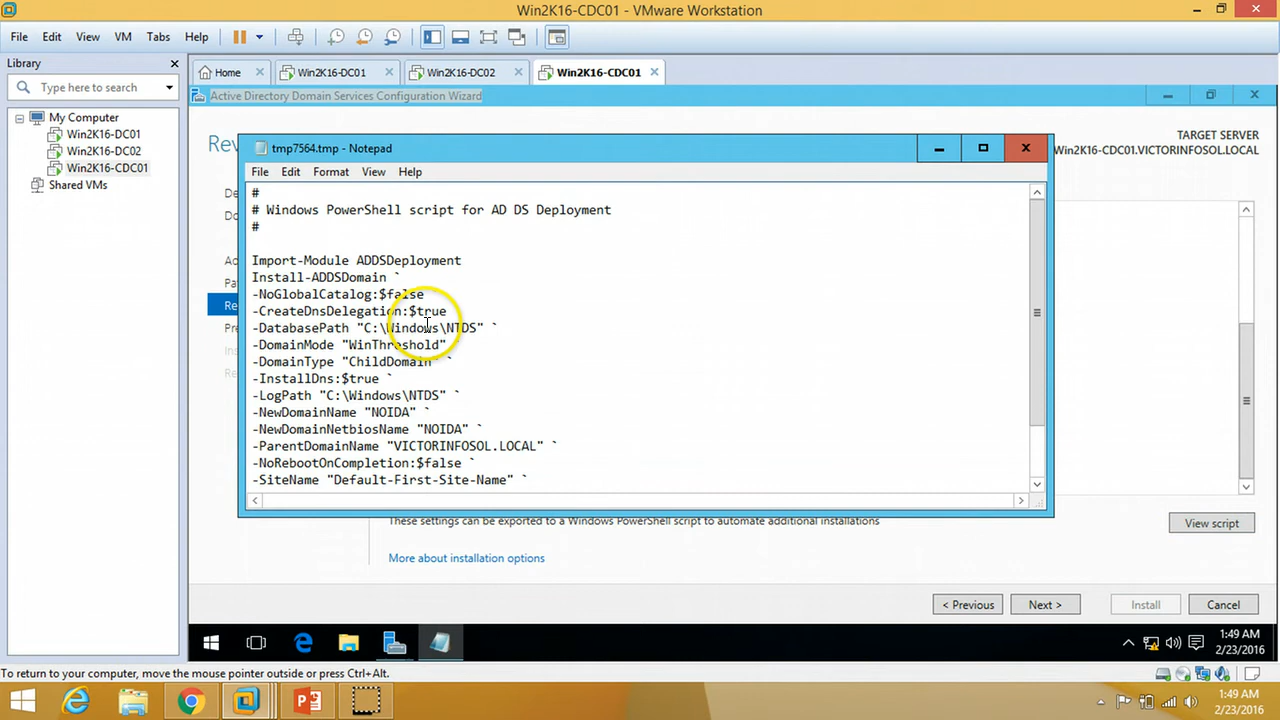 Win2K16-CDC01 - VMware Workstation
File Edit View VM Tabs Help
Library
Type here to search
My Computer
Win2K16-DC01
Win2K16-DC02
Win2K16-CDC01
Shared VMs
Home Win2K16-DC01 Win2K16-DC02 Win2K16-CDC01
Active Directory Domain Services Configuration Wizard
TARGET SERVER
Win2K16-CDC01.VICTORINFOSOL.LOCAL
tmp7564.tmp - Notepad
File Edit Format View Help
#
# Windows PowerShell script for AD DS Deployment
#
Import-Module ADDSDeployment
Install-ADDSDomain `
-NoGlobalCatalog:$false
-CreateDnsDelegation:$true
-DatabasePath "C:\Windows\NTDS" `
-DomainMode "WinThreshold"
-DomainType "ChildDomain" `
-InstallDns:$true `
-LogPath "C:\Windows\NTDS" `
-NewDomainName "NOIDA" `
-NewDomainNetbiosName "NOIDA" `
-ParentDomainName "VICTORINFOSOL.LOCAL" `
-NoRebootOnCompletion:$false `
-SiteName "Default-First-Site-Name" `
These settings can be exported to a Windows PowerShell script to automate additional installations
View script
More about installation options
< Previous Next > Install Cancel
1:49 AM
2/23/2016
To return to your computer, move the mouse pointer outside or press Ctrl+Alt.
1:49 AM
2/23/2016